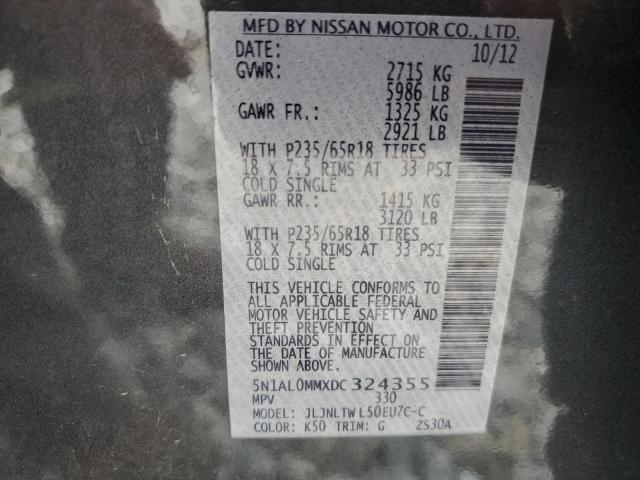 MFD BY NISSAN MOTOR CO., LTD.
DATE: 10/12
GVWR: 2715 KG
5986 LB
GAWR FR.: 1325 KG
2921 LB
WITH P235/65R18 TIRES
18 X 7.5 RIMS AT 33 PSI
COLD SINGLE
GAWR RR.: 1415 KG
3120 LB
WITH P235/65R18 TIRES
18 X 7.5 RIMS AT 33 PSI
COLD SINGLE
THIS VEHICLE CONFORMS TO
ALL APPLICABLE FEDERAL
MOTOR VEHICLE SAFETY AND
THEFT PREVENTION
STANDARDS IN EFFECT ON
THE DATE OF MANUFACTURE
SHOWN ABOVE.
5N1AL0MMXDC324355
MPV 330
MODEL: JLJNLTWL50EU7C-C
COLOR: K50 TRIM: G ZS30A